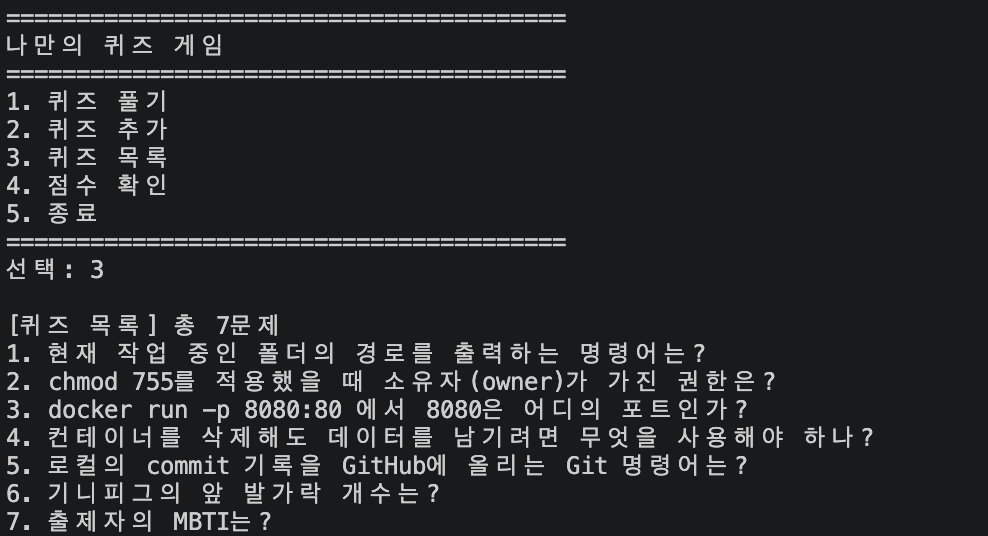 ========================================
나만의 퀴즈 게임
========================================
1. 퀴즈 풀기
2. 퀴즈 추가
3. 퀴즈 목록
4. 점수 확인
5. 종료
========================================
선택: 3

[퀴즈 목록] 총 7문제
1. 현재 작업 중인 폴더의 경로를 출력하는 명령어는?
2. chmod 755를 적용했을 때 소유자(owner)가 가진 권한은?
3. docker run -p 8080:80 에서 8080은 어디의 포트인가?
4. 컨테이너를 삭제해도 데이터를 남기려면 무엇을 사용해야 하나?
5. 로컬의 commit 기록을 GitHub에 올리는 Git 명령어는?
6. 기니피그의 앞 발가락 개수는?
7. 출제자의 MBTI는?